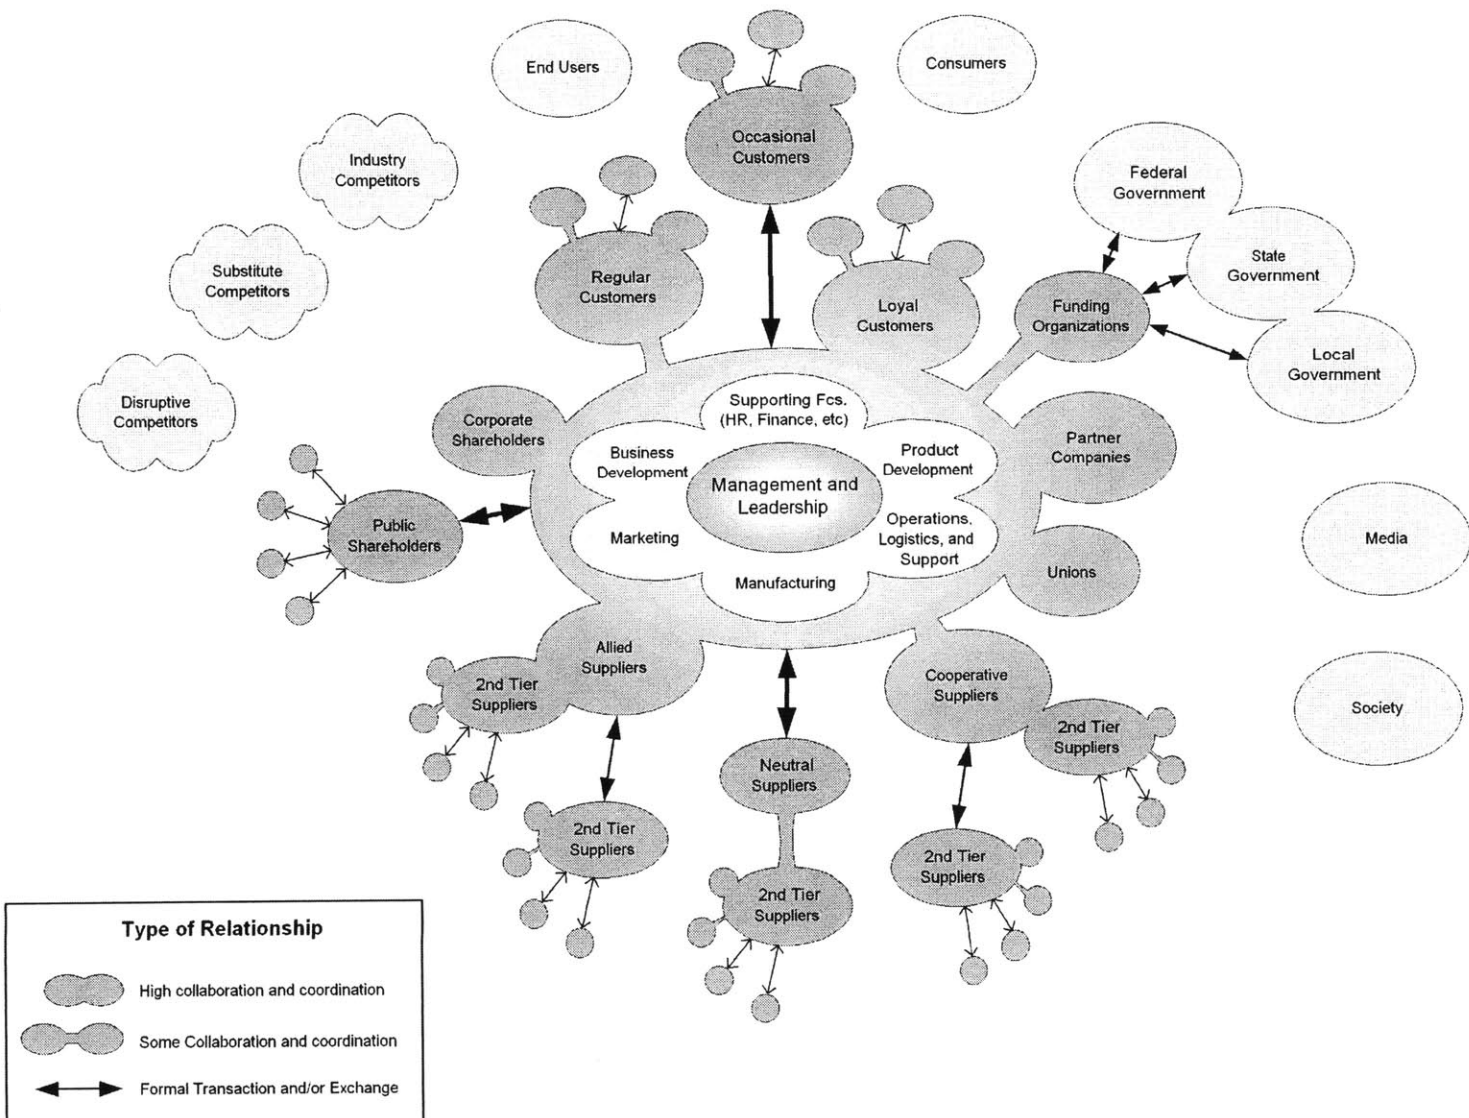 End Users
Consumers
Occasional
Customers
Industry
Competitors
Federal
Government
Substitute
Competitors
Regular
Customers
Loyal
Customers
State
Government
Funding
Organizations
Local
Government
Disruptive
Competitors
Corporate
Shareholders
Supporting Fcs.
(HR, Finance, etc)
Business
Development
Product
Development
Partner
Companies
Management and
Leadership
Public
Shareholders
Marketing
Operations,
Logistics, and
Support
Manufacturing
Media
Unions
Allied
Suppliers
2nd Tier
Suppliers
Cooperative
Suppliers
Society
2nd Tier
Suppliers
Neutral
Suppliers
2nd Tier
Suppliers
2nd Tier
Suppliers
2nd Tier
Suppliers
Type of Relationship
High collaboration and coordination
Some Collaboration and coordination
Formal Transaction and/or Exchange